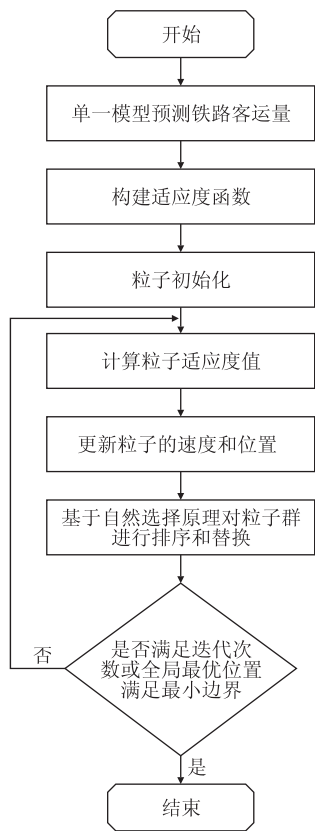 开始
单一模型预测铁路客运量
构建适应度函数
粒子初始化
计算粒子适应度值
更新粒子的速度和位置
基于自然选择原理对粒子群
进行排序和替换
是否满足迭代次
数或全局最优位置
满足最小边界
否
是
结束